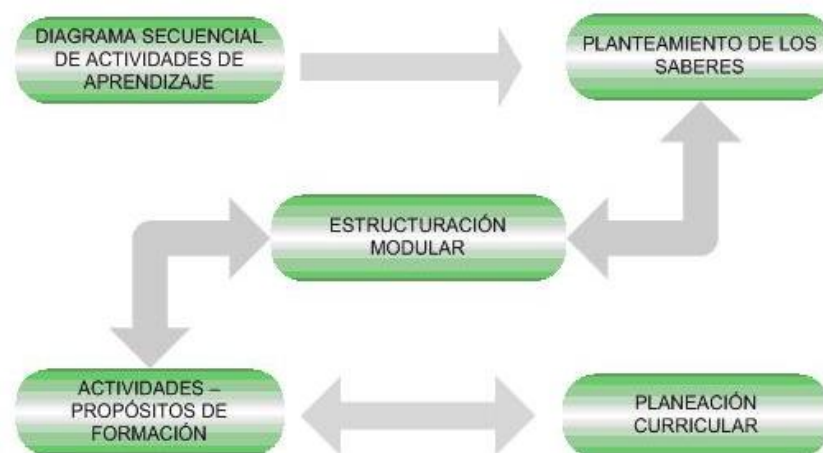 DIAGRAMA SECUENCIAL
DE ACTIVIDADES DE
APRENDIZAJE
PLANTEAMIENTO DE LOS
SABERES
ESTRUCTURACIÓN
MODULAR
ACTIVIDADES –
PROPÓSITOS DE
FORMACIÓN
PLANEACIÓN
CURRICULAR